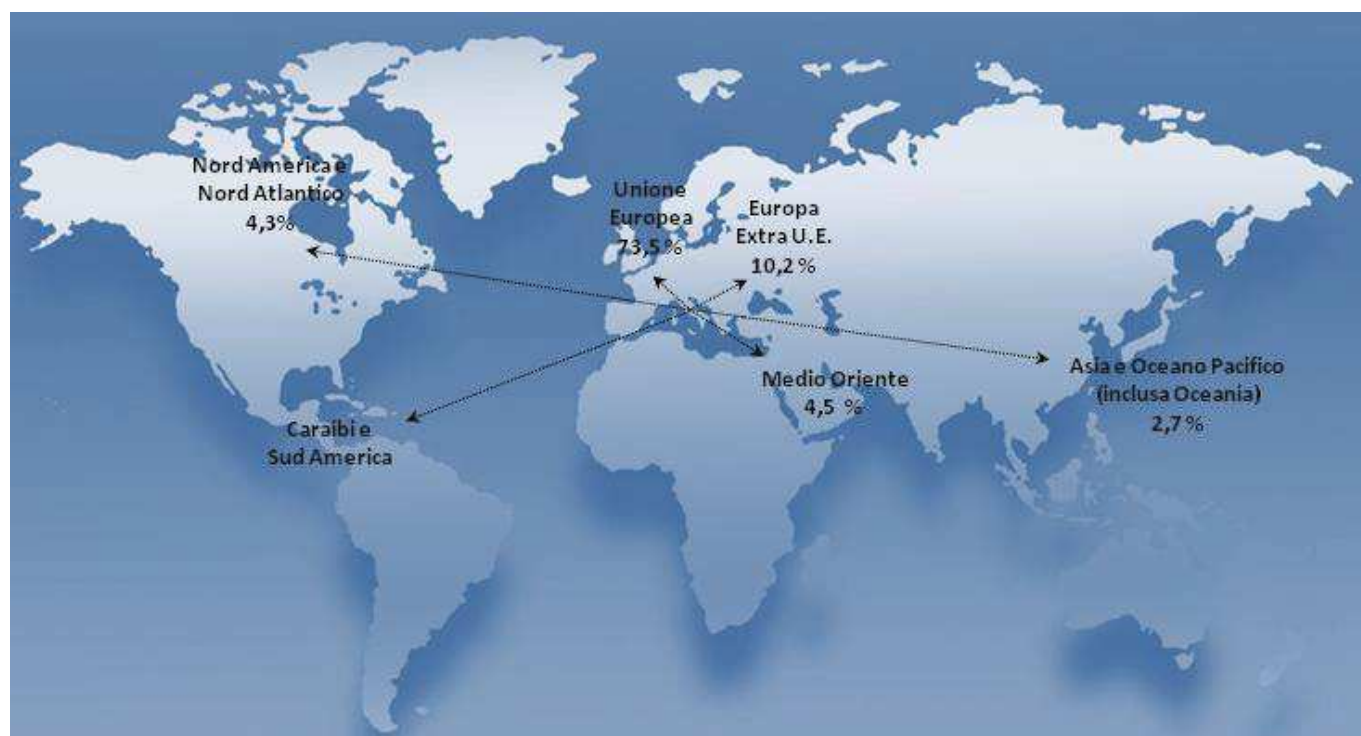 Nord America e
Nord Atlantico
4,3%
Unione
Europea
73,5 %
Europa
Extra U.E.
10,2 %
Medio Oriente
4,5 %
Asia e Oceano Pacifico
(inclusa Oceania)
2,7 %
Caraibi e
Sud America